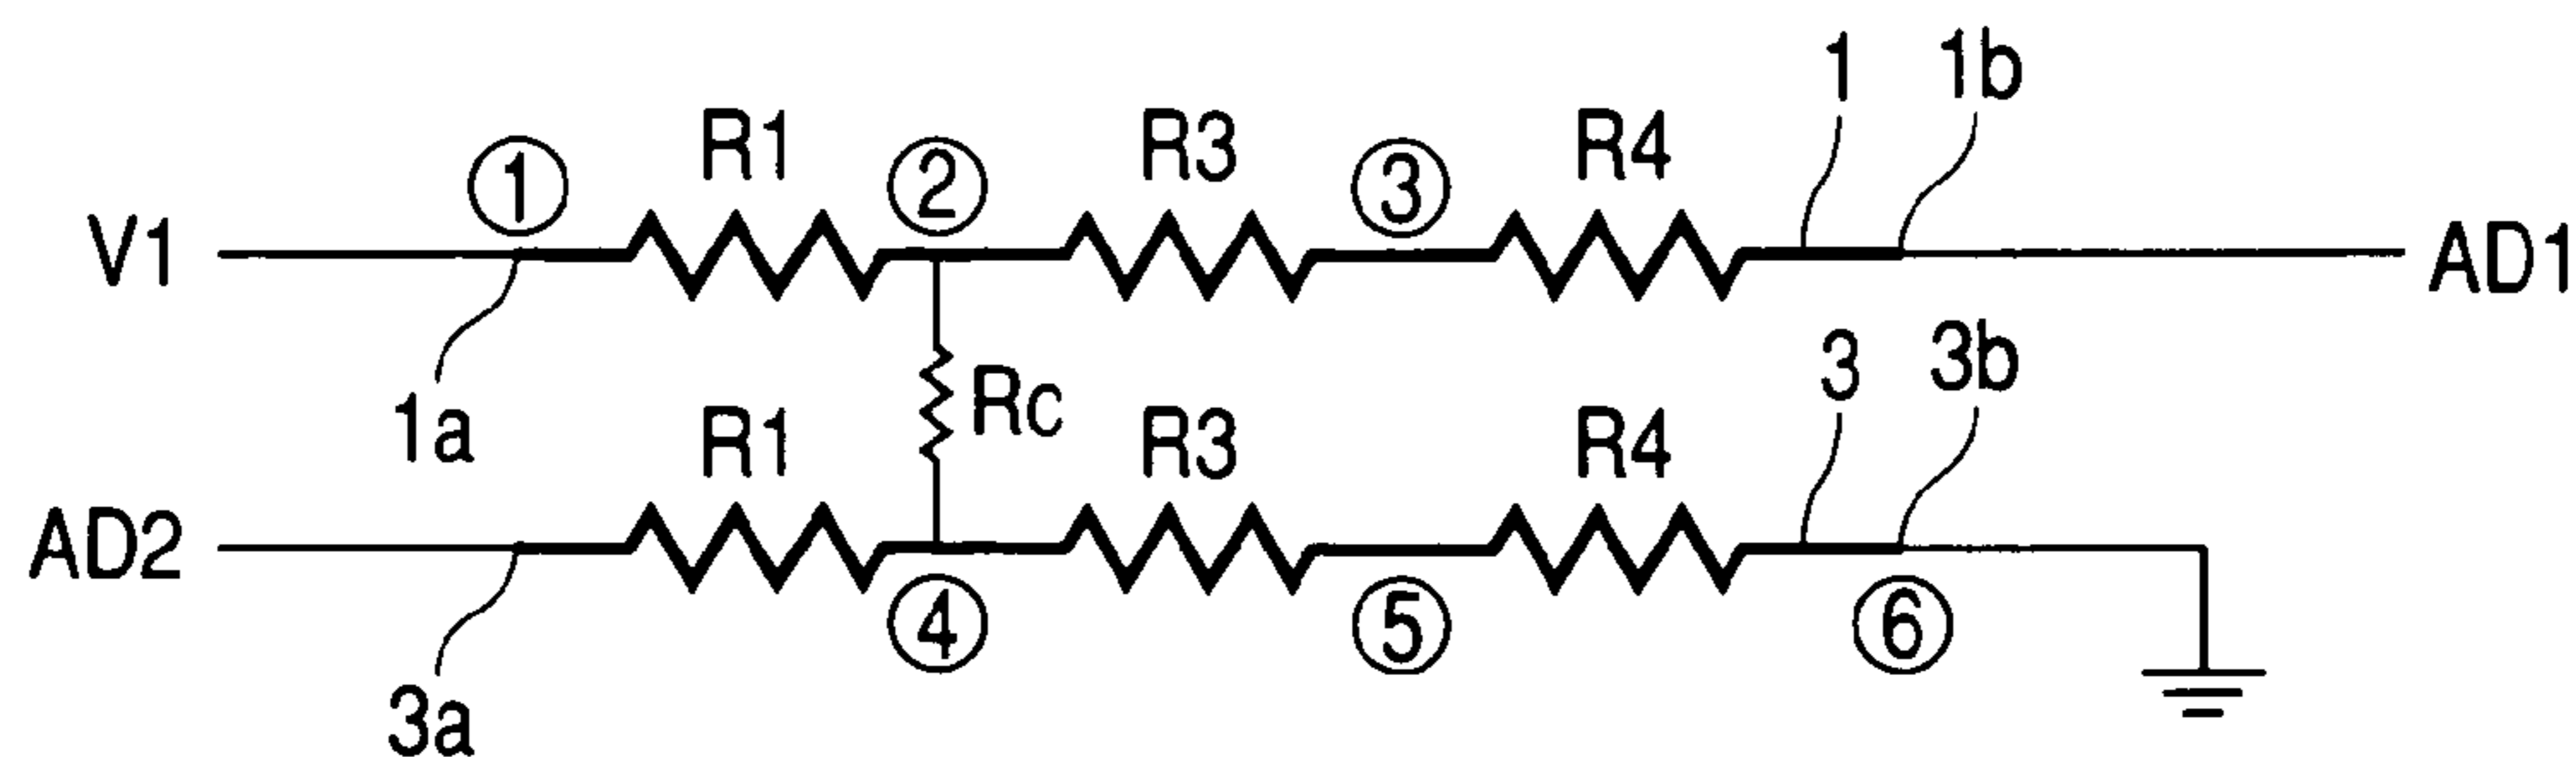 1 1b
R1 R3 R4
① ② ③
V1 AD1
1a RC 3 3b
R1 R3 R4
AD2
④ ⑤ ⑥
3a